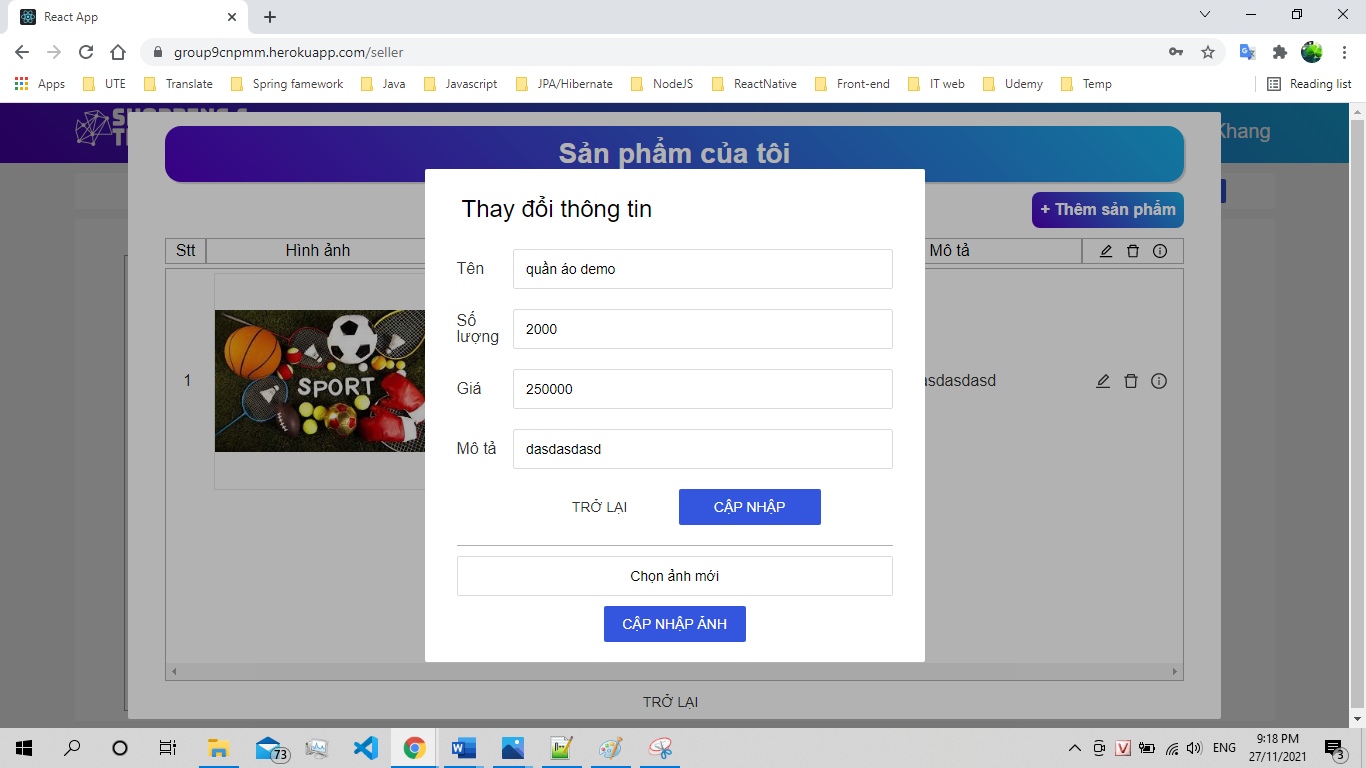 React App
group9cnpmm.herokuapp.com/seller
Apps UTE Translate Spring famework Java Javascript JPA/Hibernate NodeJS ReactNative Front-end IT web Udemy Temp Reading list
Khang
Sản phẩm của tôi
+ Thêm sản phẩm
Stt Hình ảnh Mô tả
Thay đổi thông tin
Tên quần áo demo
Số lượng 2000
Giá 250000
Mô tả dasdasdasd
1 SPORT asdasdasd
TRỞ LẠI CẬP NHẬP
Chọn ảnh mới
CẬP NHẬP ẢNH
TRỞ LẠI
73
ENG
9:18 PM
27/11/2021
3